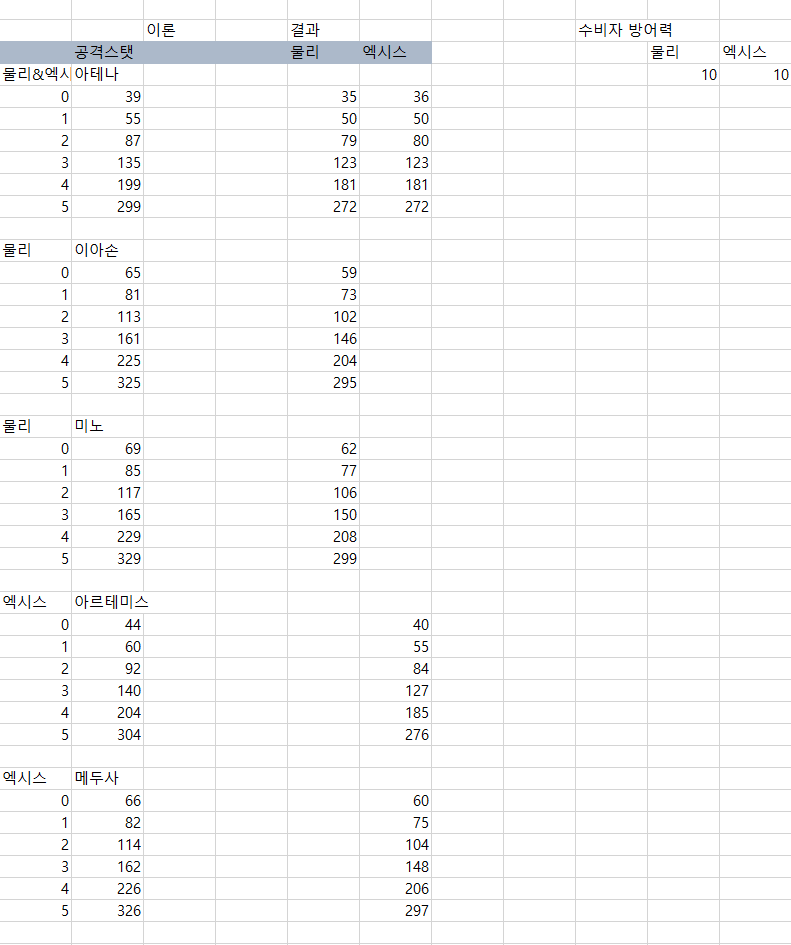 이론 결과 수비자 방어력
공격스탯 물리 엑시스 물리 엑시스
물리&엑시 아테나 10 10
0 39 35 36
1 55 50 50
2 87 79 80
3 135 123 123
4 199 181 181
5 299 272 272
물리 이아손
0 65 59
1 81 73
2 113 102
3 161 146
4 225 204
5 325 295
물리 미노
0 69 62
1 85 77
2 117 106
3 165 150
4 229 208
5 329 299
엑시스 아르테미스
0 44 40
1 60 55
2 92 84
3 140 127
4 204 185
5 304 276
엑시스 메두사
0 66 60
1 82 75
2 114 104
3 162 148
4 226 206
5 326 297